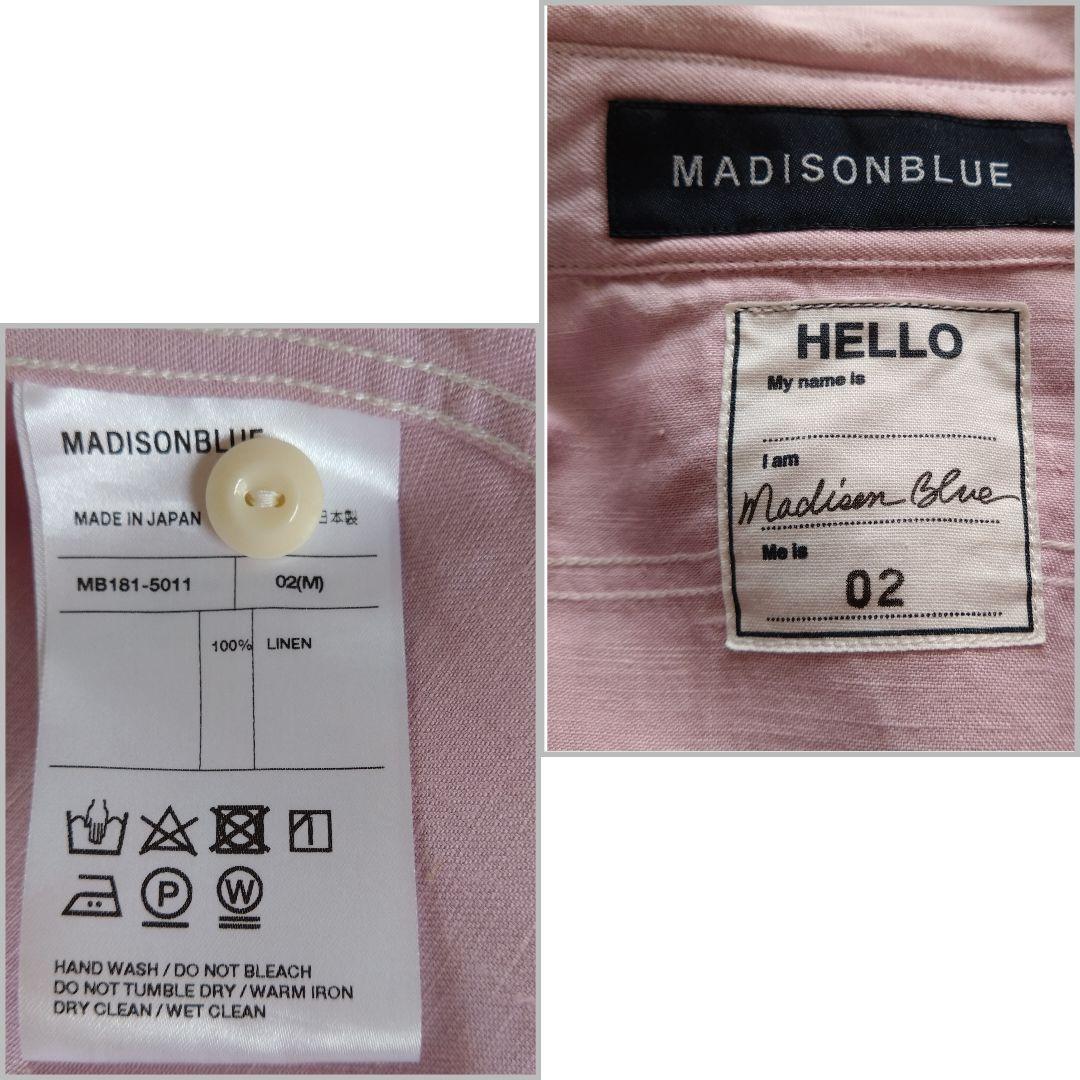 MADISONBLUE
HELLO
My name is
I am
Madison Blue
Me is
02
MADISONBLUE
MADE IN JAPAN 日本製
MB181-5011 02(M)
100% LINEN
P W
HAND WASH / DO NOT BLEACH
DO NOT TUMBLE DRY / WARM IRON
DRY CLEAN / WET CLEAN